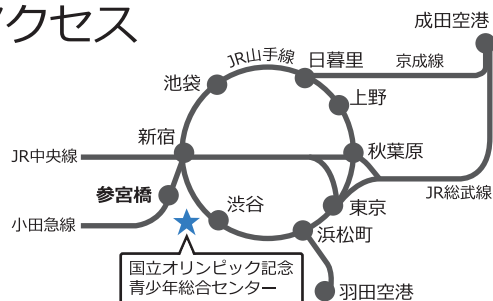 アクセス
成田空港
JR山手線
日暮里
京成線
池袋
上野
新宿
秋葉原
JR中央線
参宮橋
渋谷
東京
JR総武線
小田急線
浜松町
国立オリンピック記念
青少年総合センター
羽田空港